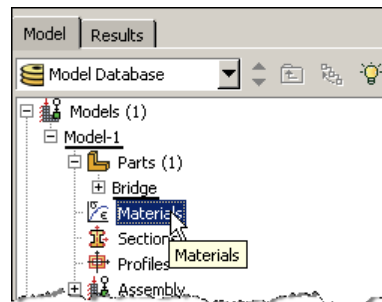 Model Results
Model Database
Models (1)
Model-1
Parts (1)
Bridge
Materials
Sections
Materials
Profiles
Assembly